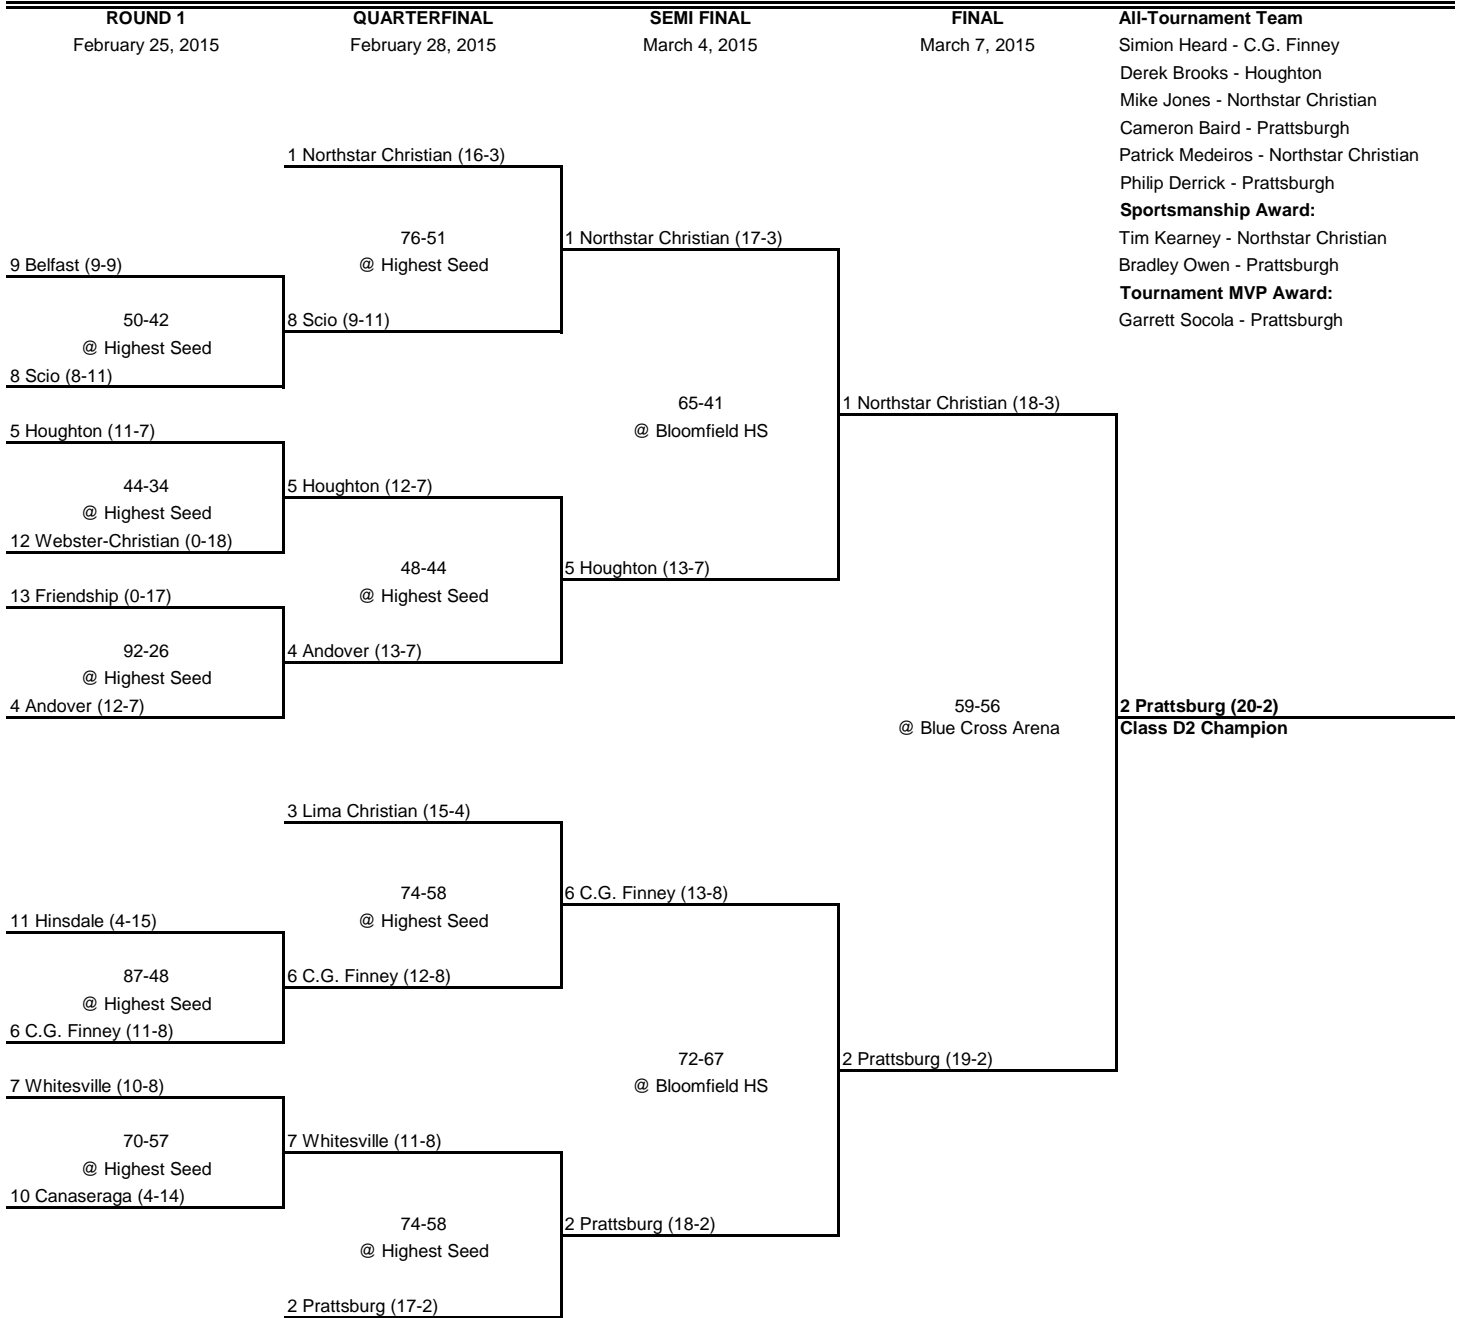 ROUND 1
February 25, 2015
QUARTERFINAL
February 28, 2015
SEMI FINAL
March 4, 2015
FINAL
March 7, 2015
All-Tournament Team
Simion Heard - C.G. Finney
Derek Brooks - Houghton
Mike Jones - Northstar Christian
Cameron Baird - Prattsburgh
Patrick Medeiros - Northstar Christian
Philip Derrick - Prattsburgh
Sportsmanship Award:
Tim Kearney - Northstar Christian
Bradley Owen - Prattsburgh
Tournament MVP Award:
Garrett Socola - Prattsburgh
9 Belfast (9-9)
50-42
@ Highest Seed
8 Scio (8-11)
5 Houghton (11-7)
44-34
@ Highest Seed
12 Webster-Christian (0-18)
13 Friendship (0-17)
92-26
@ Highest Seed
4 Andover (12-7)
11 Hinsdale (4-15)
87-48
@ Highest Seed
6 C.G. Finney (11-8)
7 Whitesville (10-8)
70-57
@ Highest Seed
10 Canaseraga (4-14)
1 Northstar Christian (16-3)
76-51
@ Highest Seed
8 Scio (9-11)
5 Houghton (12-7)
48-44
@ Highest Seed
4 Andover (13-7)
3 Lima Christian (15-4)
74-58
@ Highest Seed
6 C.G. Finney (12-8)
7 Whitesville (11-8)
74-58
@ Highest Seed
2 Prattsburg (17-2)
1 Northstar Christian (17-3)
65-41
@ Bloomfield HS
5 Houghton (13-7)
6 C.G. Finney (13-8)
72-67
@ Bloomfield HS
2 Prattsburg (18-2)
1 Northstar Christian (18-3)
59-56
@ Blue Cross Arena
2 Prattsburg (19-2)
2 Prattsburg (20-2)
Class D2 Champion